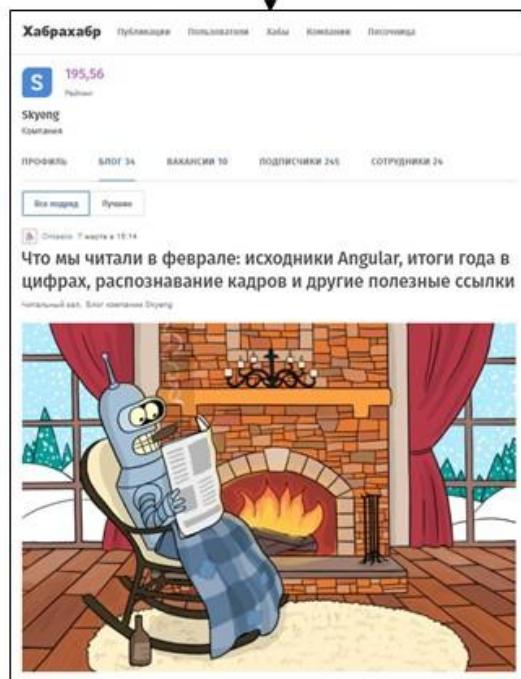 Хабрахабр Публикации Пользователи Хабы Компании Песочница
S 195,56
Рейтинг
Skyeng
Компания
ПРОФИЛЬ БЛОГ 34 ВАКАНСИИ 10 ПОДПИСЧИКИ 245 СОТРУДНИКИ 24
Все подряд Лучшие
7 марта в 15:14
Что мы читали в феврале: исходники Angular, итоги года в
цифрах, распознавание кадров и другие полезные ссылки
Читальный зал, Блог компании Skyeng